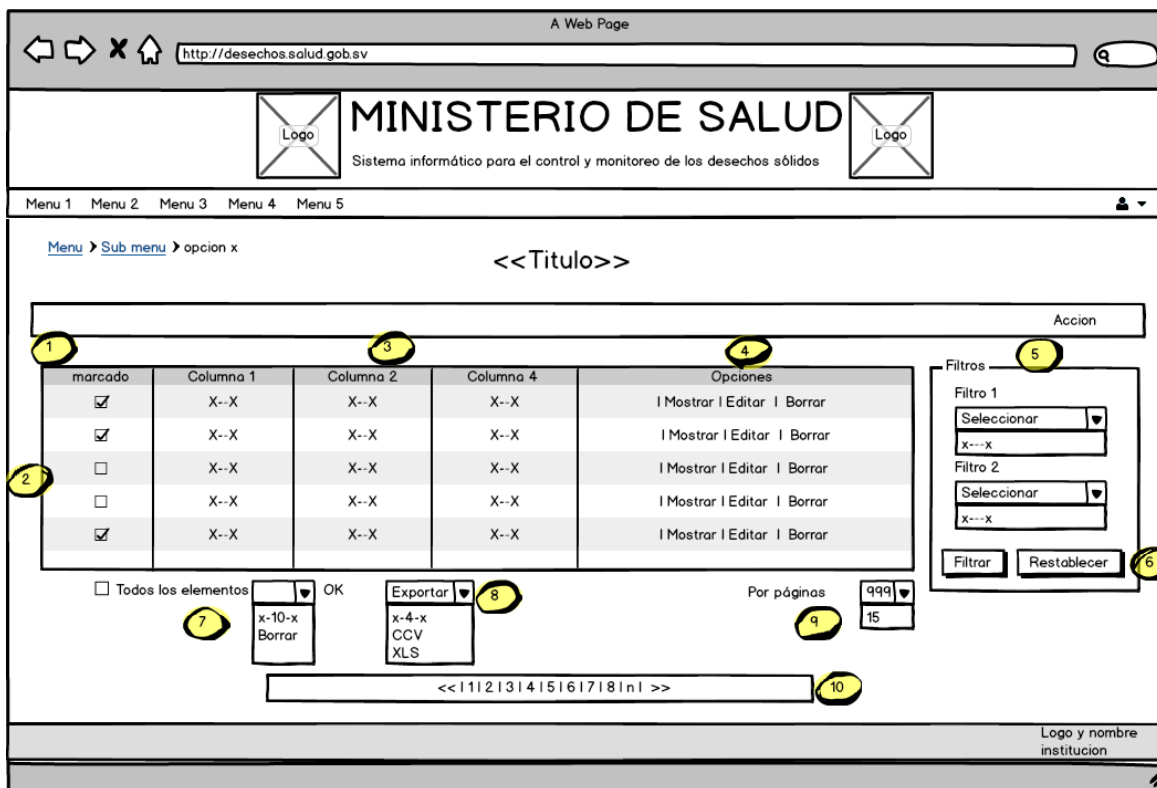 A Web Page
http://desechos.salud.gob.sv
Logo
MINISTERIO DE SALUD
Logo
Sistema informático para el control y monitoreo de los desechos sólidos
Menu 1 Menu 2 Menu 3 Menu 4 Menu 5
Menu Sub menu opcion x
<<Titulo>>
Accion
1 3 4 5
marcado Columna 1 Columna 2 Columna 4 Opciones
X--X X--X X--X | Mostrar | Editar | Borrar
X--X X--X X--X | Mostrar | Editar | Borrar
2 X--X X--X X--X | Mostrar | Editar | Borrar
X--X X--X X--X | Mostrar | Editar | Borrar
X--X X--X X--X | Mostrar | Editar | Borrar
Filtros
Filtro 1
Seleccionar
x---x
Filtro 2
Seleccionar
x---x
Filtrar Restablecer 6
Todos los elementos OK Exportar 8 Por páginas 999
7 x-10-x x-4-x 9 15
Borrar CCV
XLS
<< |1|2|3|4|5|6|7|8|n| >> 10
Logo y nombre
institucion